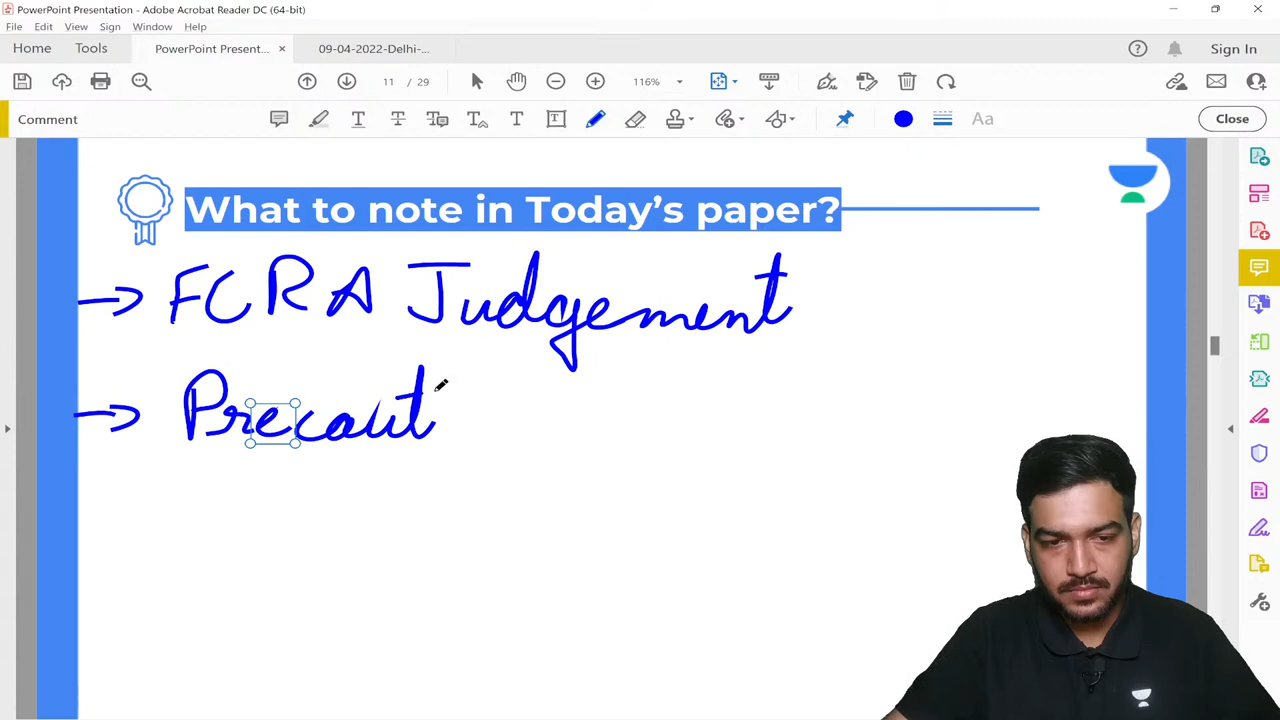 PowerPoint Presentation - Adobe Acrobat Reader DC (64-bit)
File Edit View Sign Window Help
Home Tools PowerPoint Present... × 09-04-2022-Delhi-... Sign In
11 / 29 116%
Comment Aa Close
What to note in Today's paper?
→ FCRA Judgement
→ Precaut